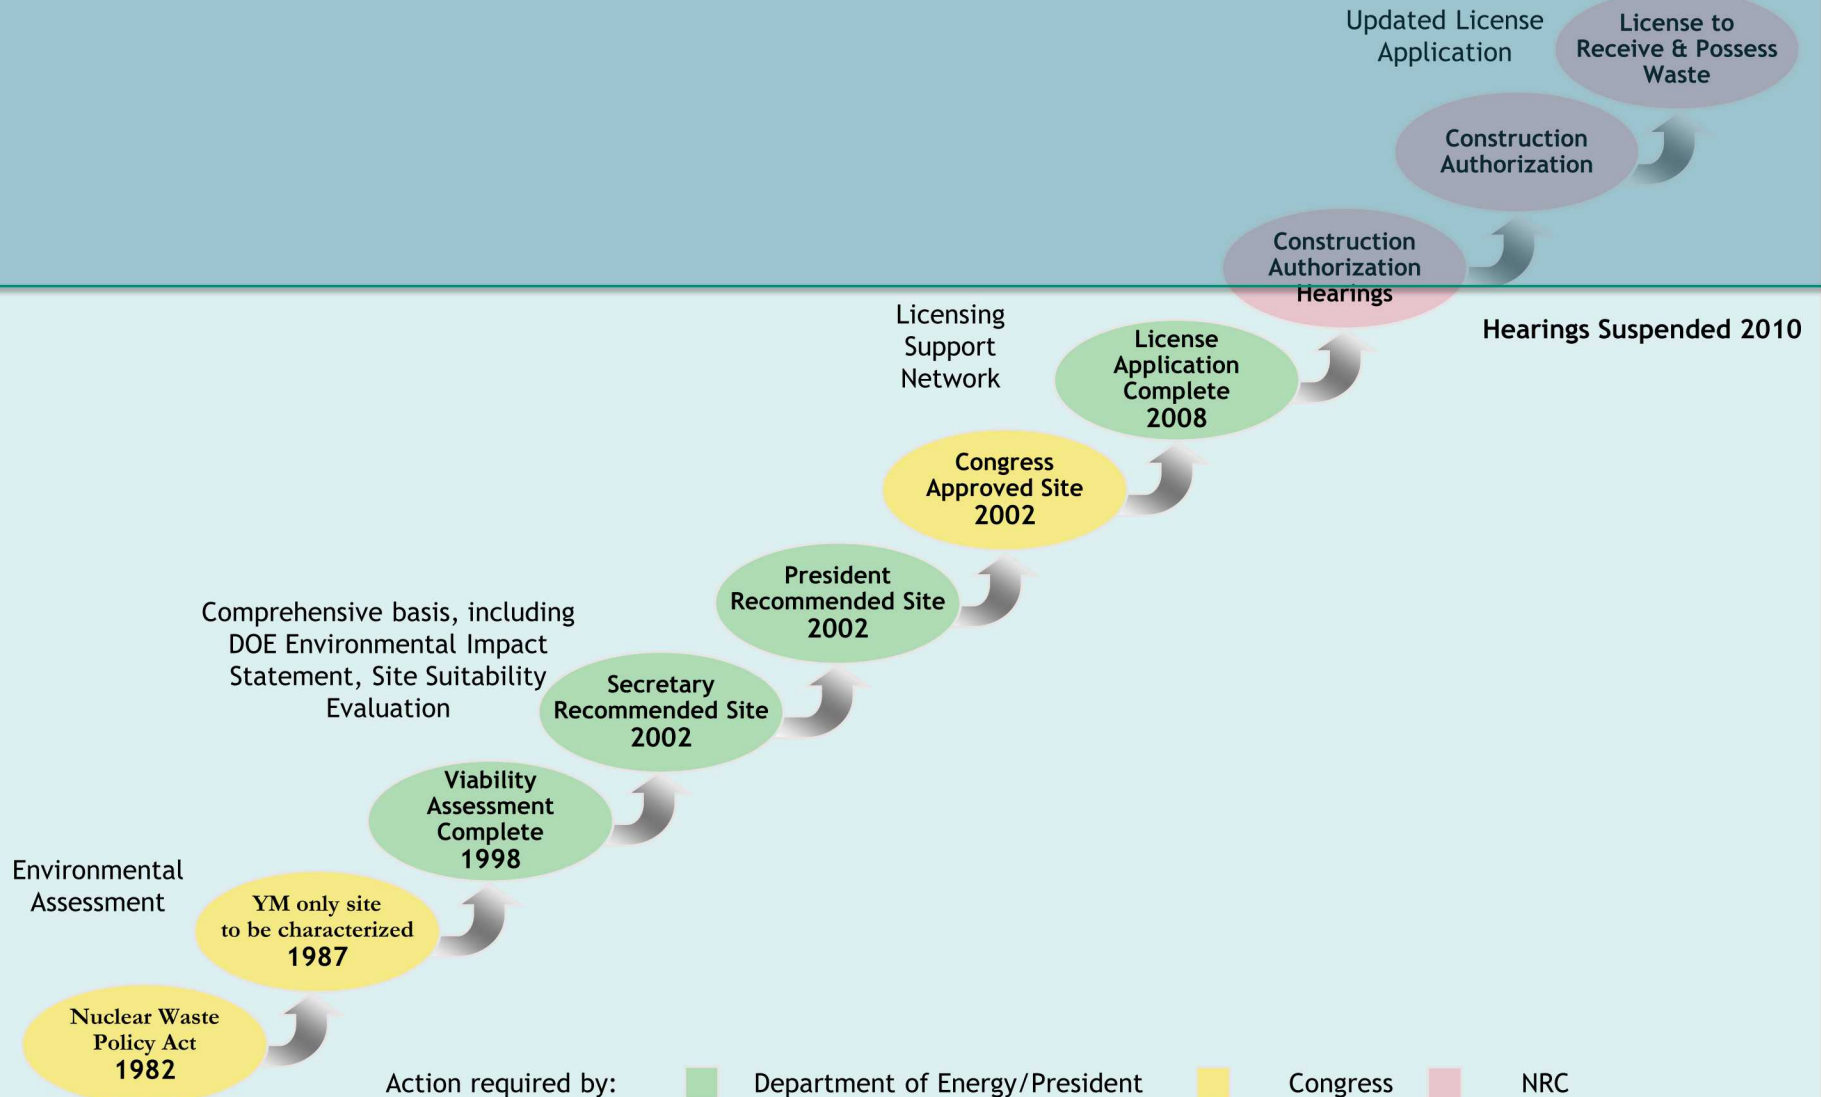 Updated License
Application
License to
Receive & Possess
Waste
Construction
Authorization
Construction
Authorization
Hearings
Hearings Suspended 2010
Licensing
Support
Network
License
Application
Complete
2008
Congress
Approved Site
2002
President
Recommended Site
2002
Comprehensive basis, including
DOE Environmental Impact
Statement, Site Suitability
Evaluation
Secretary
Recommended Site
2002
Viability
Assessment
Complete
1998
Environmental
Assessment
YM only site
to be characterized
1987
Nuclear Waste
Policy Act
1982
Action required by: Department of Energy/President Congress NRC